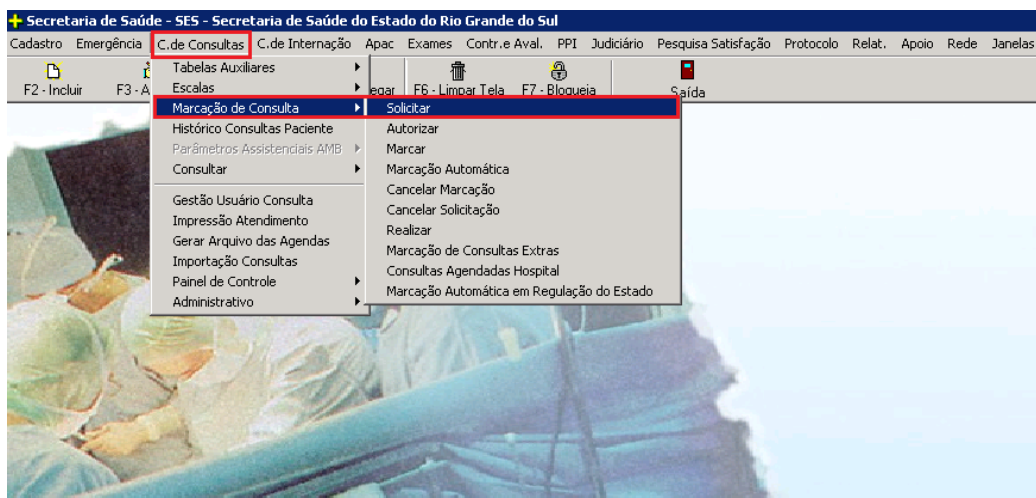 Secretaria de Saúde - SES - Secretaria de Saúde do Estado do Rio Grande do Sul
Cadastro Emergência C.de Consultas C.de Internação Apac Exames Contr.e Aval. PPI Judiciário Pesquisa Satisfação Protocolo Relat. Apoio Rede Janelas
F2 - Incluir F3 - A egar F6 - Limpar Tela F7 - Bloqueia Saída
Tabelas Auxiliares
Escalas
Marcação de Consulta
Histórico Consultas Paciente
Parâmetros Assistenciais AMB
Consultar
Gestão Usuário Consulta
Impressão Atendimento
Gerar Arquivo das Agendas
Importação Consultas
Painel de Controle
Administrativo
Solicitar
Autorizar
Marcar
Marcação Automática
Cancelar Marcação
Cancelar Solicitação
Realizar
Marcação de Consultas Extras
Consultas Agendadas Hospital
Marcação Automática em Regulação do Estado